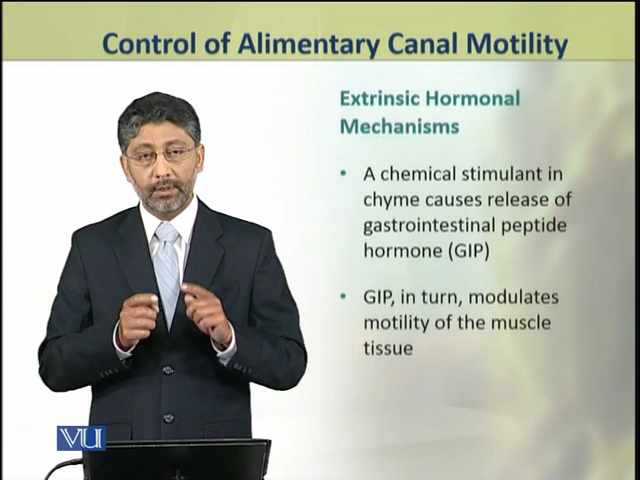 Control of Alimentary Canal Motility
Extrinsic Hormonal
Mechanisms
• A chemical stimulant in
chyme causes release of
gastrointestinal peptide
hormone (GIP)
• GIP, in turn, modulates
motility of the muscle
tissue
VU